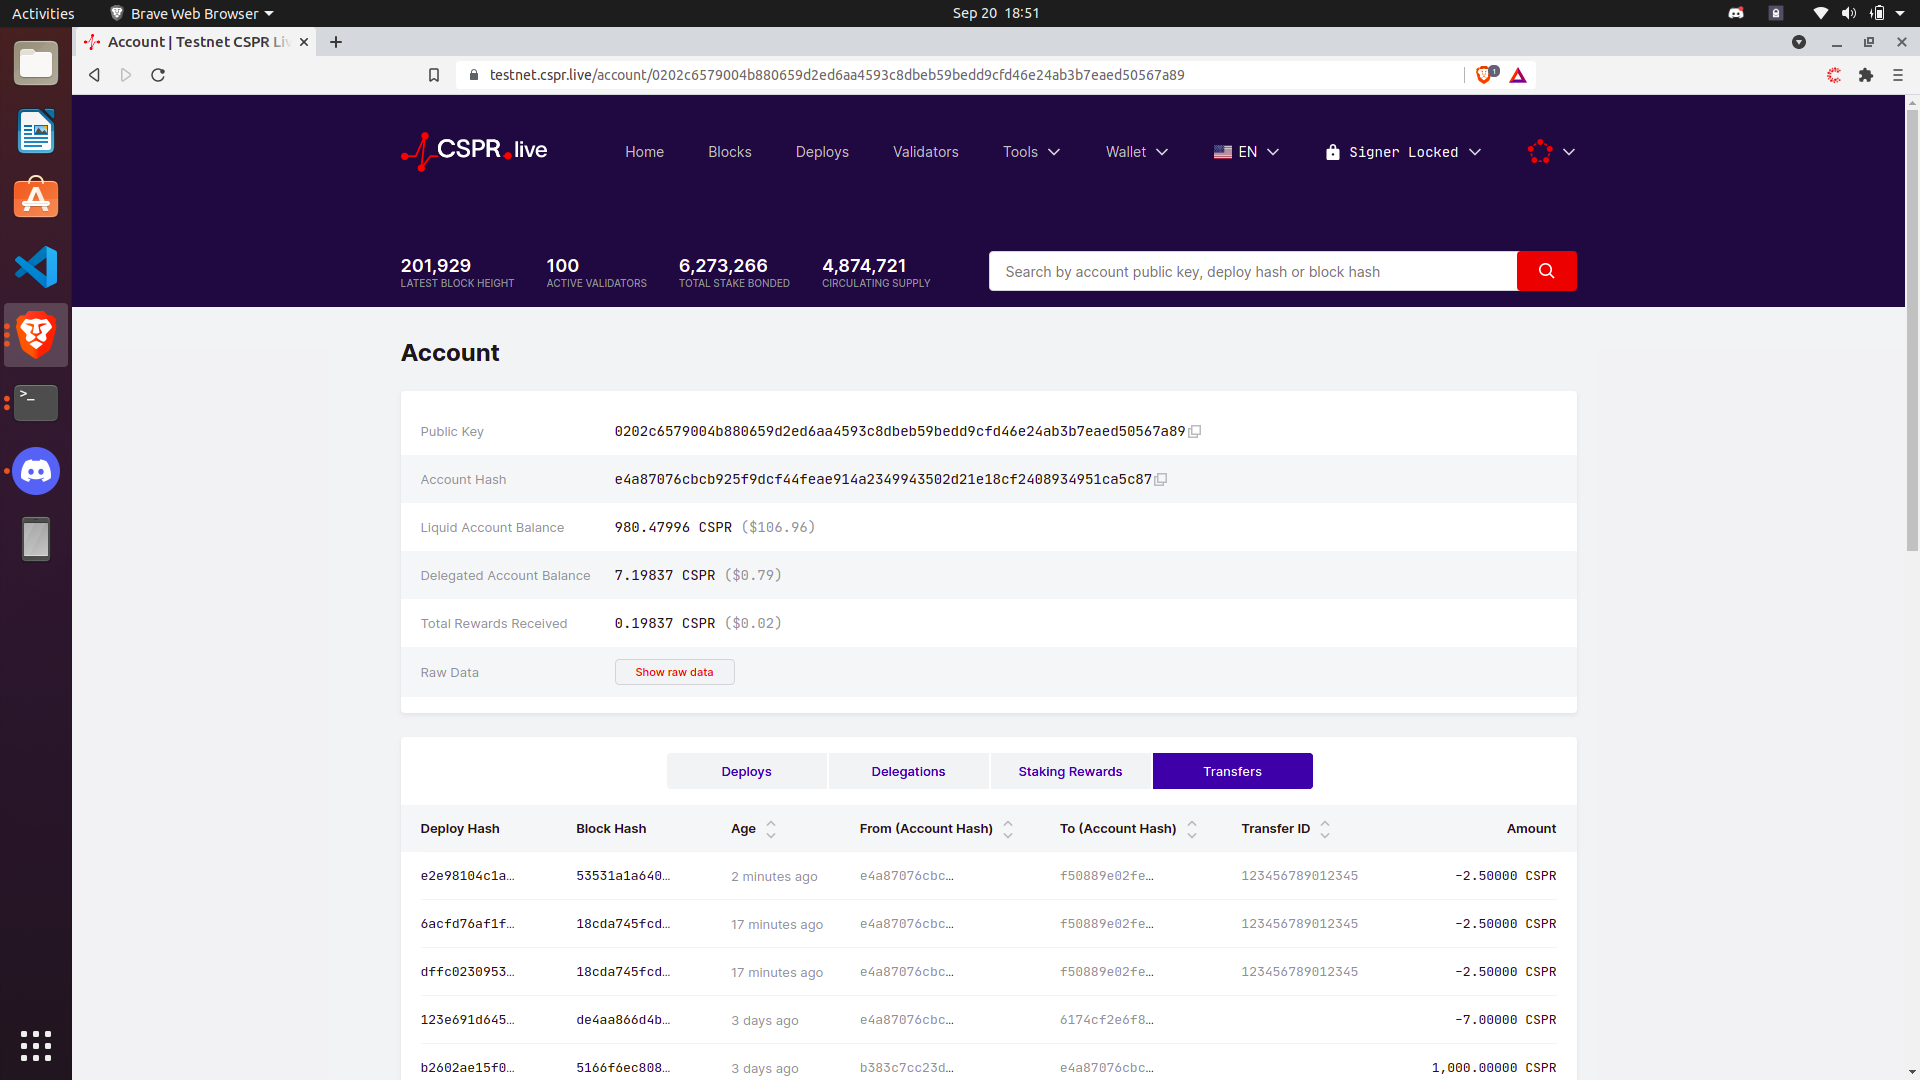 Activities
Brave Web Browser
Sep 20 18:51
Account | Testnet CSPR Li
testnet.cspr.live/account/0202c6579004b880659d2ed6aa4593c8dbeb59bedd9cfd46e24ab3b7eaed50567a89
1
CSPR.live
Home
Blocks
Deploys
Validators
Tools
Wallet
EN
Signer Locked
201,929
LATEST BLOCK HEIGHT
100
ACTIVE VALIDATORS
6,273,266
TOTAL STAKE BONDED
4,874,721
CIRCULATING SUPPLY
Search by account public key, deploy hash or block hash
Account
Public Key 0202c6579004b880659d2ed6aa4593c8dbeb59bedd9cfd46e24ab3b7eaed50567a89
Account Hash e4a87076cbcb925f9dcf44feae914a2349943502d21e18cf2408934951ca5c87
Liquid Account Balance 980.47996 CSPR ($106.96)
Delegated Account Balance 7.19837 CSPR ($0.79)
Total Rewards Received 0.19837 CSPR ($0.02)
Raw Data Show raw data
Deploys Delegations Staking Rewards Transfers
Deploy Hash Block Hash Age From (Account Hash) To (Account Hash) Transfer ID Amount
e2e98104c1a… 53531a1a640… 2 minutes ago e4a87076cbc… f50889e02fe… 123456789012345 -2.50000 CSPR
6acfd76af1f… 18cda745fcd… 17 minutes ago e4a87076cbc… f50889e02fe… 123456789012345 -2.50000 CSPR
dffc0230953… 18cda745fcd… 17 minutes ago e4a87076cbc… f50889e02fe… 123456789012345 -2.50000 CSPR
123e691d645… de4aa866d4b… 3 days ago e4a87076cbc… 6174cf2e6f8… -7.00000 CSPR
b2602ae15f0… 5166f6ec808… 3 days ago b383c7cc23d… e4a87076cbc… 1,000.00000 CSPR